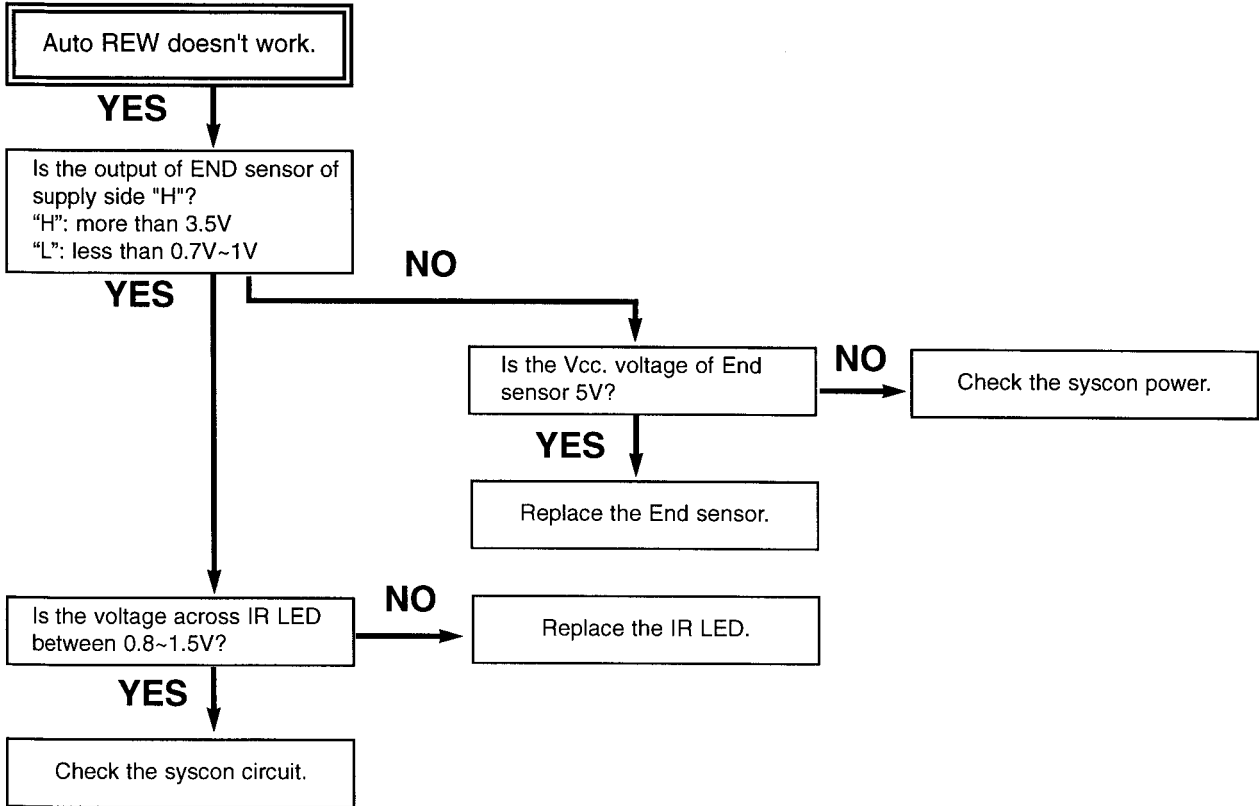 Auto REW doesn't work.
YES
Is the output of END sensor of
supply side "H"?
“H”: more than 3.5V
“L”: less than 0.7V~1V
YES
NO
Is the Vcc. voltage of End
sensor 5V?
NO
Check the syscon power.
YES
Replace the End sensor.
Is the voltage across IR LED
between 0.8~1.5V?
NO
Replace the IR LED.
YES
Check the syscon circuit.